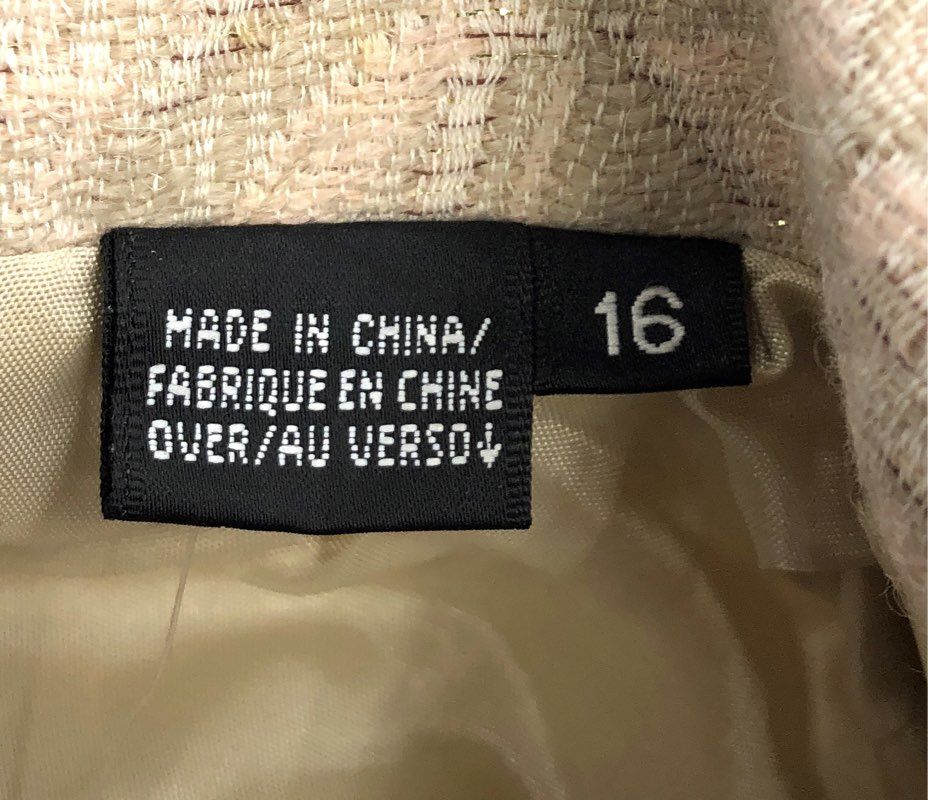 MADE IN CHINA/
FABRIQUE EN CHINE
OVER/AU VERSO↓
16